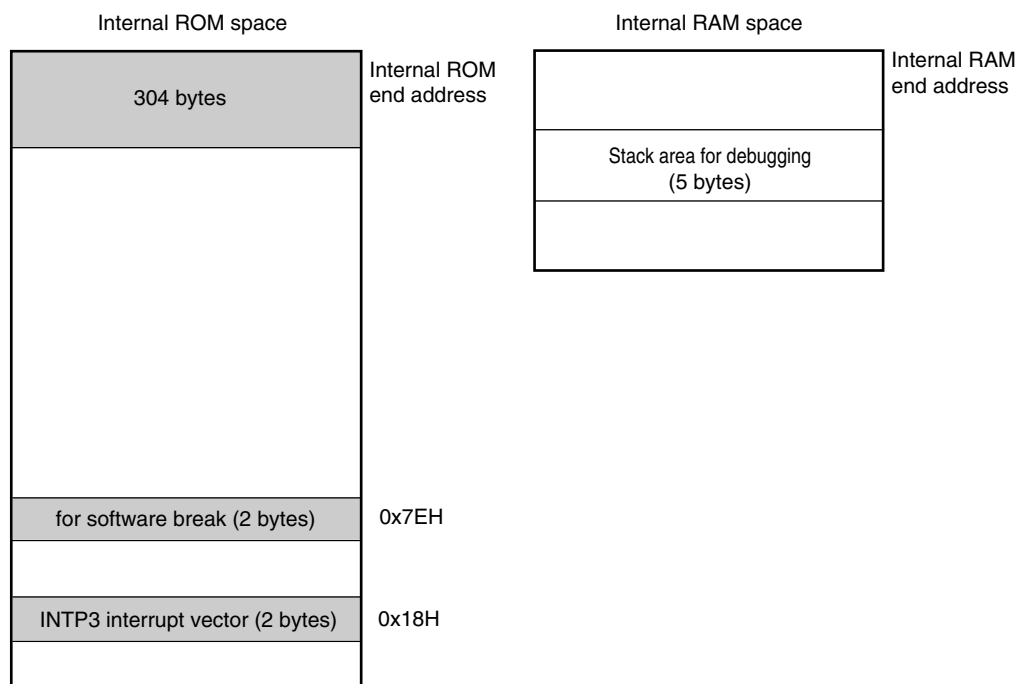 Internal ROM space
Internal ROM
end address
304 bytes
for software break (2 bytes)
0x7EH
INTP3 interrupt vector (2 bytes)
0x18H
Internal RAM space
Internal RAM
end address
Stack area for debugging
(5 bytes)